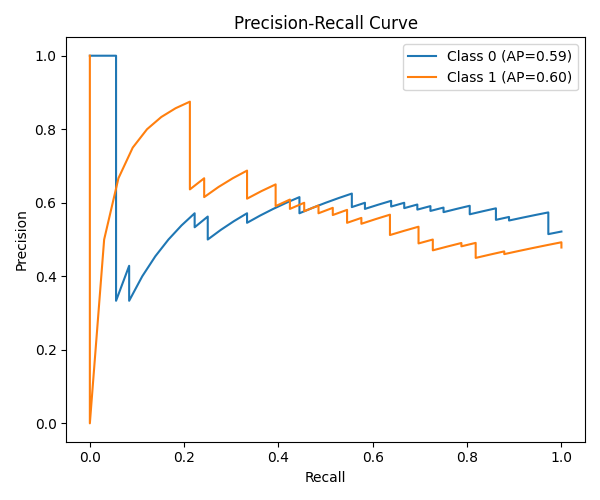 Precision-Recall Curve
Class 0 (AP=0.59)
Class 1 (AP=0.60)
Precision
1.0
0.8
0.6
0.4
0.2
0.0
0.0 0.2 0.4 0.6 0.8 1.0
Recall